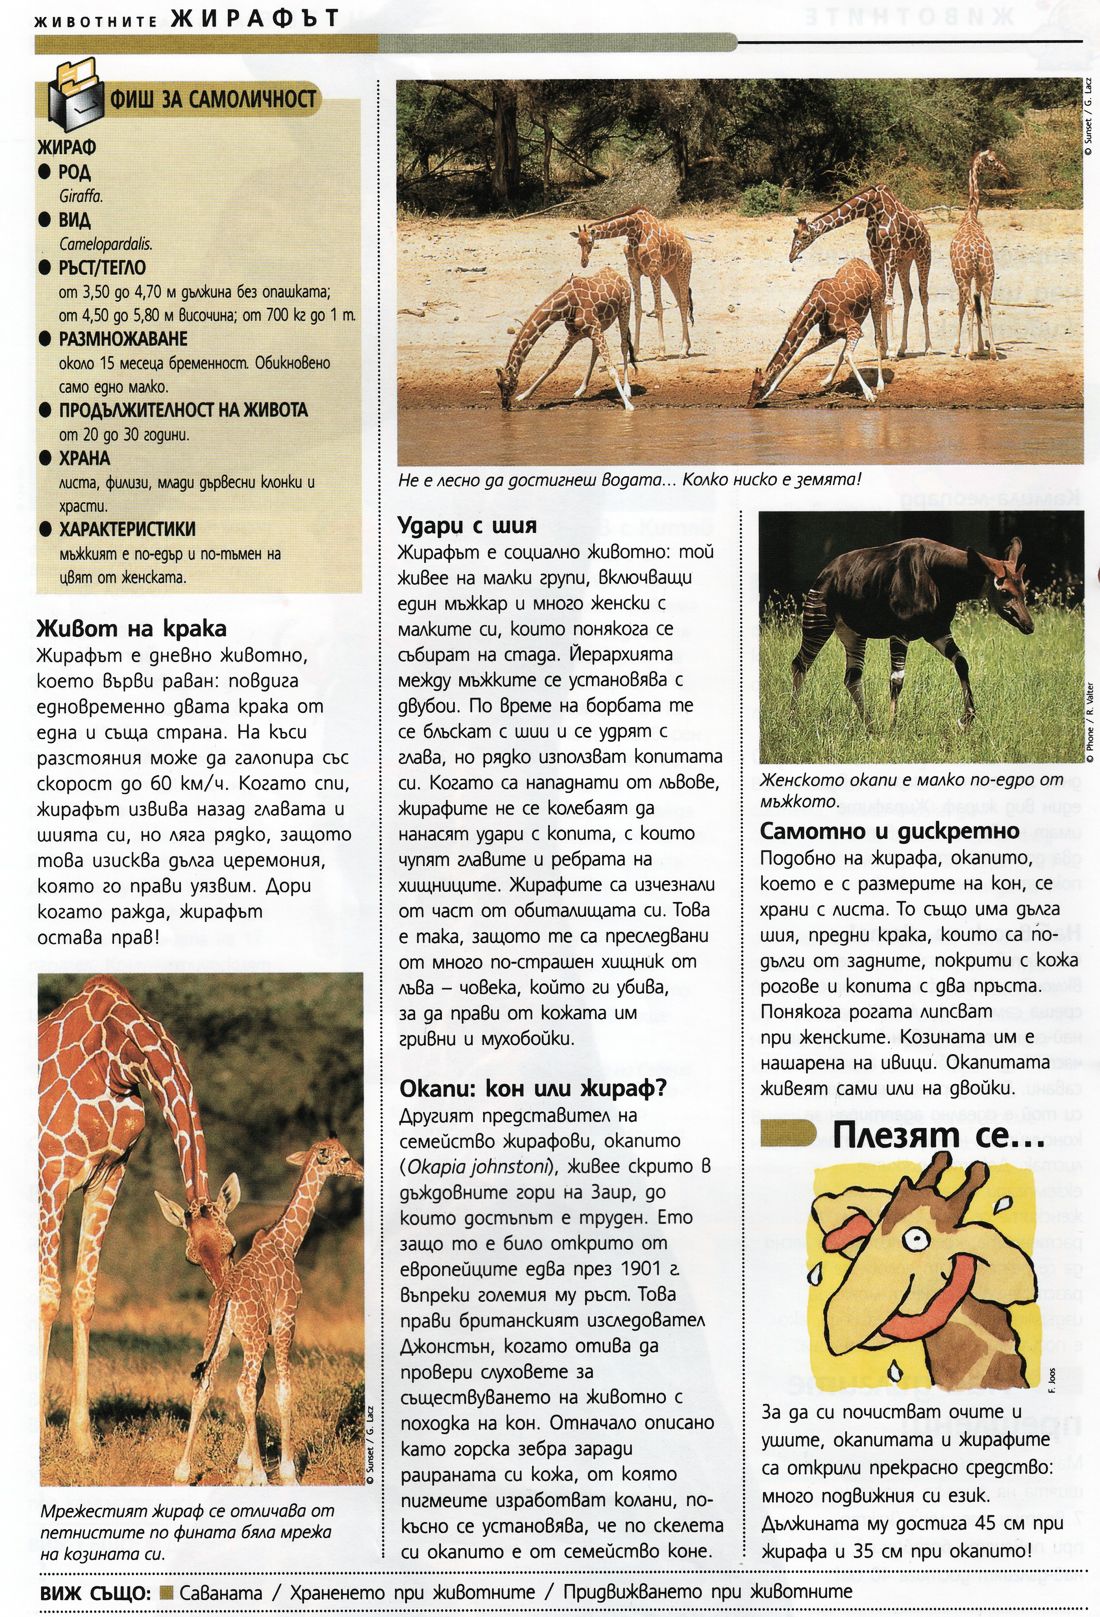 ЖИВОТНИТЕ ЖИРАФЪТ
ФИШ ЗА САМОЛИЧНОСТ
ЖИРАФ
● РОД
Giraffa.
● ВИД
Camelopardalis.
● РЪСТ/ТЕГЛО
от 3,50 до 4,70 м дължина без опашката;
от 4,50 до 5,80 м височина; от 700 кг до 1 т.
● РАЗМНОЖАВАНЕ
около 15 месеца бременност. Обикновено
само едно малко.
● ПРОДЪЛЖИТЕЛНОСТ НА ЖИВОТА
от 20 до 30 години.
● ХРАНА
листа, филизи, млади дървесни клонки и
храсти.
● ХАРАКТЕРИСТИКИ
мъжкият е по-едър и по-тъмен на
цвят от женската.
Живот на крака
Жирафът е дневно животно,
което върви раван: повдига
едновременно двата крака от
една и съща страна. На къси
разстояния може да галопира със
скорост до 60 км/ч. Когато спи,
жирафът извива назад главата и
шията си, но ляга рядко, защото
това изисква дълга церемония,
която го прави уязвим. Дори
когато ражда, жирафът
остава прав!
© Sunset / G. Lacz
Мрежестият жираф се отличава от
петнистите по фината бяла мрежа
на козината си.
© Sunset / G. Lacz
Не е лесно да достигнеш водата... Колко ниско е земята!
Удари с шия
Жирафът е социално животно: той
живее на малки групи, включващи
един мъжкар и много женски с
малките си, които понякога се
събират на стада. Йерархията
между мъжките се установява с
двубои. По време на борбата те
се блъскат с шии и се удрят с
глава, но рядко използват копитата
си. Когато са нападнати от лъвове,
жирафите не се колебаят да
нанасят удари с копита, с които
чупят главите и ребрата на
хищниците. Жирафите са изчезнали
от част от обиталищата си. Това
е така, защото те са преследвани
от много по-страшен хищник от
лъва – човека, който ги убива,
за да прави от кожата им
гривни и мухобойки.
Окапи: кон или жираф?
Другият представител на
семейство жирафови, окапито
(Okapia johnstoni), живее скрито в
дъждовните гори на Заир, до
които достъпът е труден. Ето
защо то е било открито от
европейците едва през 1901 г.
въпреки големия му ръст. Това
прави британският изследовател
Джонстън, когато отива да
провери слуховете за
съществуването на животно с
походка на кон. Отначало описано
като горска зебра заради
раираната си кожа, от която
пигмеите изработват колани, по-
късно се установява, че по скелета
си окапито е от семейство коне.
© Phone / R. Valter
Женското окапи е малко по-едро от
мъжкото.
Самотно и дискретно
Подобно на жирафа, окапито,
което е с размерите на кон, се
храни с листа. То също има дълга
шия, предни крака, които са по-
дълги от задните, покрити с кожа
рогове и копита с два пръста.
Понякога рогата липсват
при женските. Козината им е
нашарена на ивици. Окапитата
живеят сами или на двойки.
Плезят се...
F. Joos
За да си почистват очите и
ушите, окапитата и жирафите
са открили прекрасно средство:
много подвижния си език.
Дължината му достига 45 см при
жирафа и 35 см при окапито!
ВИЖ СЪЩО: ■ Саваната / Храненето при животните / Придвижването при животните